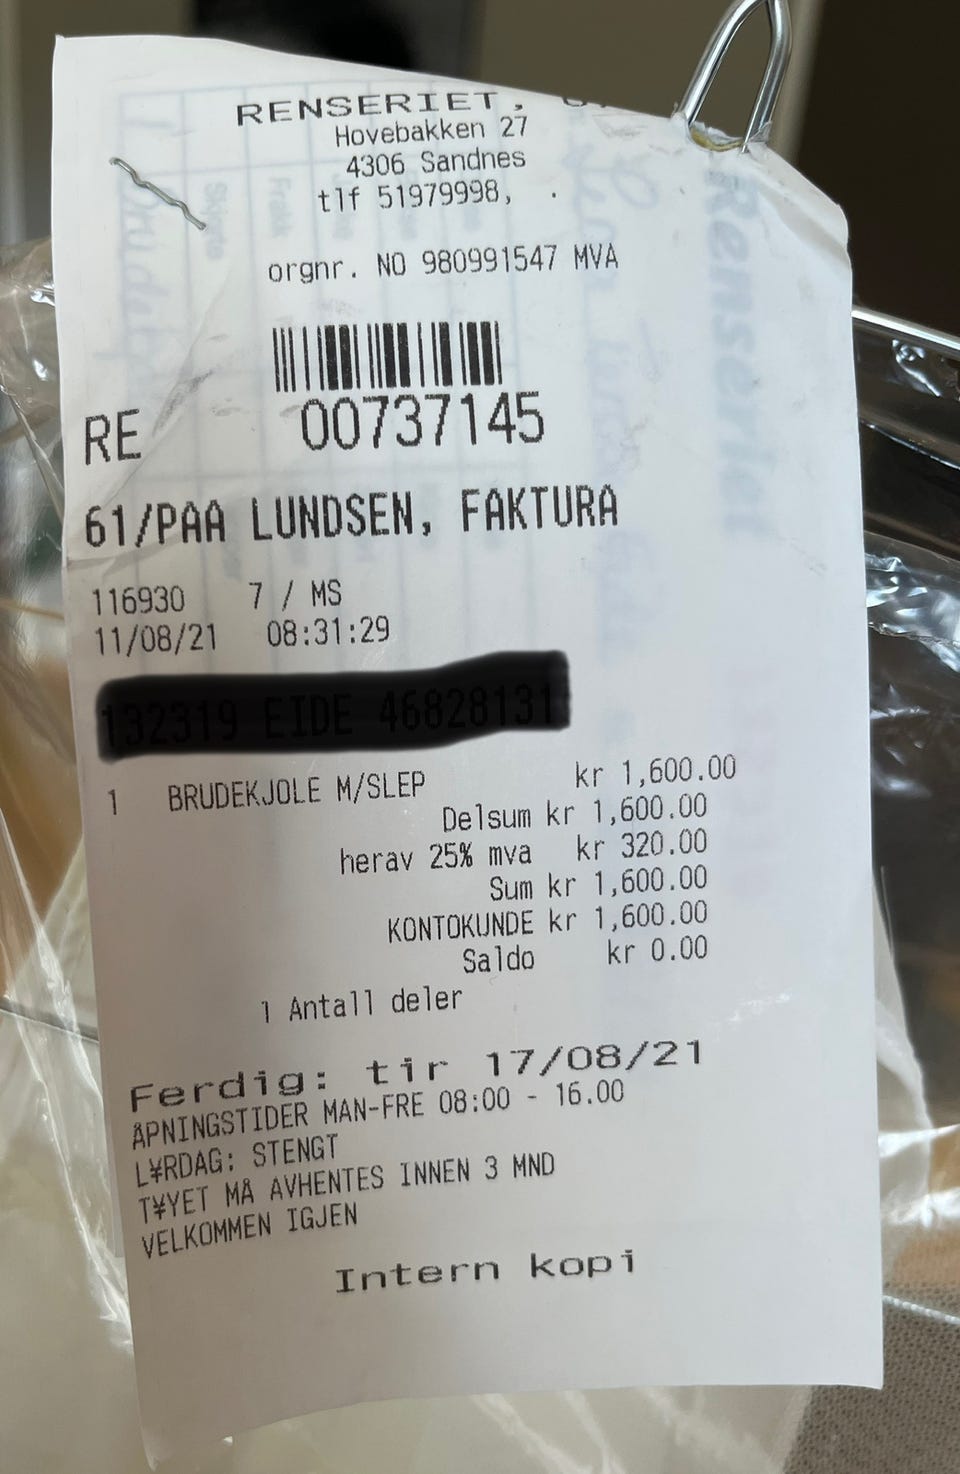 RENSERIET,
Hovebakken 27
4306 Sandnes
tlf 51979998, .
orgnr. NO 980991547 MVA
RE 00737145
61/PAA LUNDSEN, FAKTURA
116930 7 / MS
11/08/21 08:31:29
1 BRUDEKJOLE M/SLEP kr 1,600.00
Delsum kr 1,600.00
herav 25% mva kr 320.00
Sum kr 1,600.00
KONTOKUNDE kr 1,600.00
Saldo kr 0.00
1 Antall deler
Ferdig: tir 17/08/21
ÅPNINGSTIDER MAN-FRE 08:00 - 16.00
L¥RDAG: STENGT
T¥YET MÅ AVHENTES INNEN 3 MND
VELKOMMEN IGJEN
Intern kopi